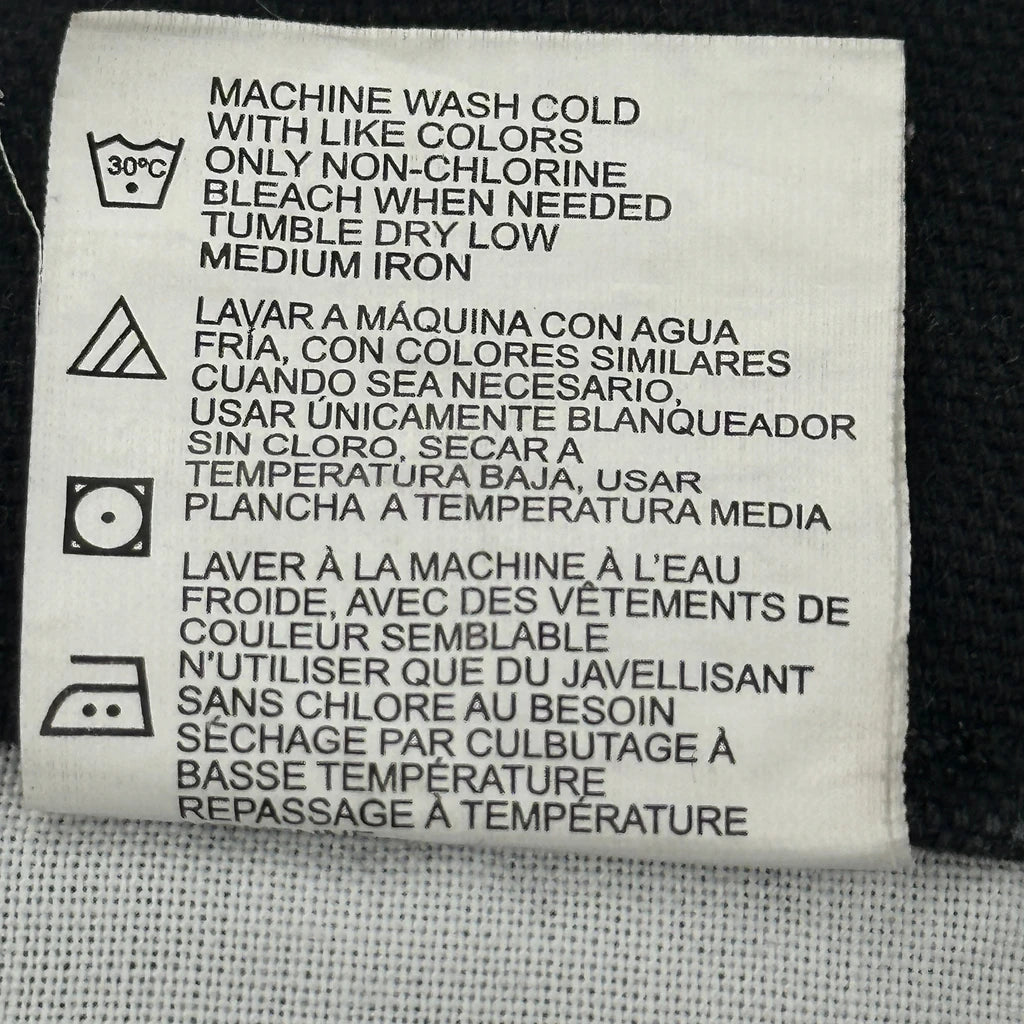 30°C
MACHINE WASH COLD
WITH LIKE COLORS
ONLY NON-CHLORINE
BLEACH WHEN NEEDED
TUMBLE DRY LOW
MEDIUM IRON
LAVAR A MÁQUINA CON AGUA
FRÍA, CON COLORES SIMILARES
CUANDO SEA NECESARIO,
USAR ÚNICAMENTE BLANQUEADOR
SIN CLORO, SECAR A
TEMPERATURA BAJA, USAR
PLANCHA A TEMPERATURA MEDIA
LAVER À LA MACHINE À L'EAU
FROIDE, AVEC DES VÊTEMENTS DE
COULEUR SEMBLABLE
N'UTILISER QUE DU JAVELLISANT
SANS CHLORE AU BESOIN
SÉCHAGE PAR CULBUTAGE À
BASSE TEMPÉRATURE
REPASSAGE À TEMPÉRATURE